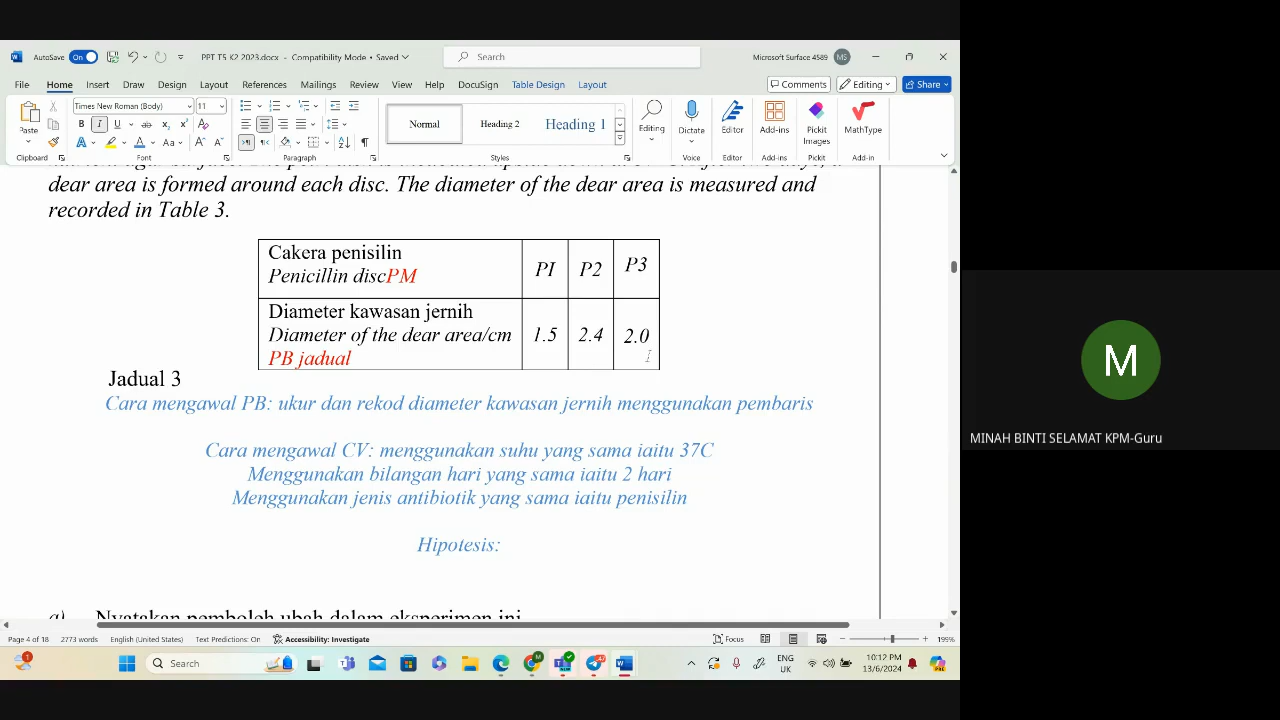 AutoSave On PPT T5 K2 2023.docx - Compatibility Mode • Saved Search Microsoft Surface 4589 MS
File Home Insert Draw Design Layout References Mailings Review View Help DocuSign Table Design Layout Comments Editing Share
Paste Times New Roman (Body) 11 Normal Heading 2 Heading 1 Editing Dictate Editor Add-ins Pickit Images MathType
Clipboard Font Paragraph Styles Voice Editor Add-ins Pickit Add-in
dear area is formed around each disc. The diameter of the dear area is measured and
recorded in Table 3.
Cakera penisilin
Penicillin discPM PI P2 P3
Diameter kawasan jernih
Diameter of the dear area/cm 1.5 2.4 2.0
PB jadual
Jadual 3
Cara mengawal PB: ukur dan rekod diameter kawasan jernih menggunakan pembaris
Cara mengawal CV: menggunakan suhu yang sama iaitu 37C
Menggunakan bilangan hari yang sama iaitu 2 hari
Menggunakan jenis antibiotik yang sama iaitu penisilin
Hipotesis:
a) Nyatakan pemboleh ubah dalam eksperimen ini
Page 4 of 18 2773 words English (United States) Text Predictions: On Accessibility: Investigate Focus 199%
Search ENG UK 10:12 PM 13/6/2024
M
MINAH BINTI SELAMAT KPM-Guru